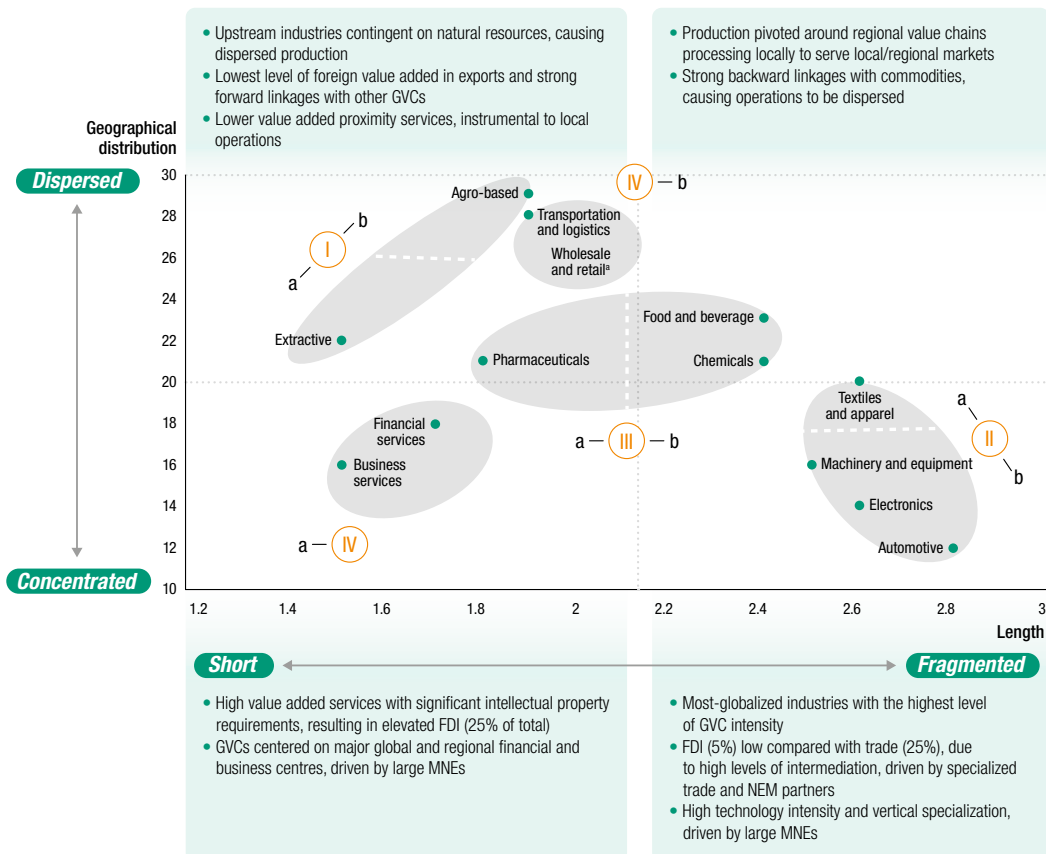 • Upstream industries contingent on natural resources, causing
dispersed production
• Lowest level of foreign value added in exports and strong
forward linkages with other GVCs
• Lower value added proximity services, instrumental to local
operations
• Production pivoted around regional value chains
processing locally to serve local/regional markets
• Strong backward linkages with commodities,
causing operations to be dispersed
Geographical
distribution
Dispersed
Concentrated
30
28
26
24
22
20
18
16
14
12
10
Agro-based
Transportation
and logistics
Wholesale
and retailᵃ
IV
b
I
b
a
Extractive
Pharmaceuticals
Food and beverage
Chemicals
a
III
b
Financial
services
Business
services
a
IV
Textiles
and apparel
Machinery and equipment
Electronics
Automotive
a
II
b
1.2
1.4
1.6
1.8
2
2.2
2.4
2.6
2.8
3
Length
Short
Fragmented
• High value added services with significant intellectual property
requirements, resulting in elevated FDI (25% of total)
• GVCs centered on major global and regional financial and
business centres, driven by large MNEs
• Most-globalized industries with the highest level
of GVC intensity
• FDI (5%) low compared with trade (25%), due
to high levels of intermediation, driven by specialized
trade and NEM partners
• High technology intensity and vertical specialization,
driven by large MNEs